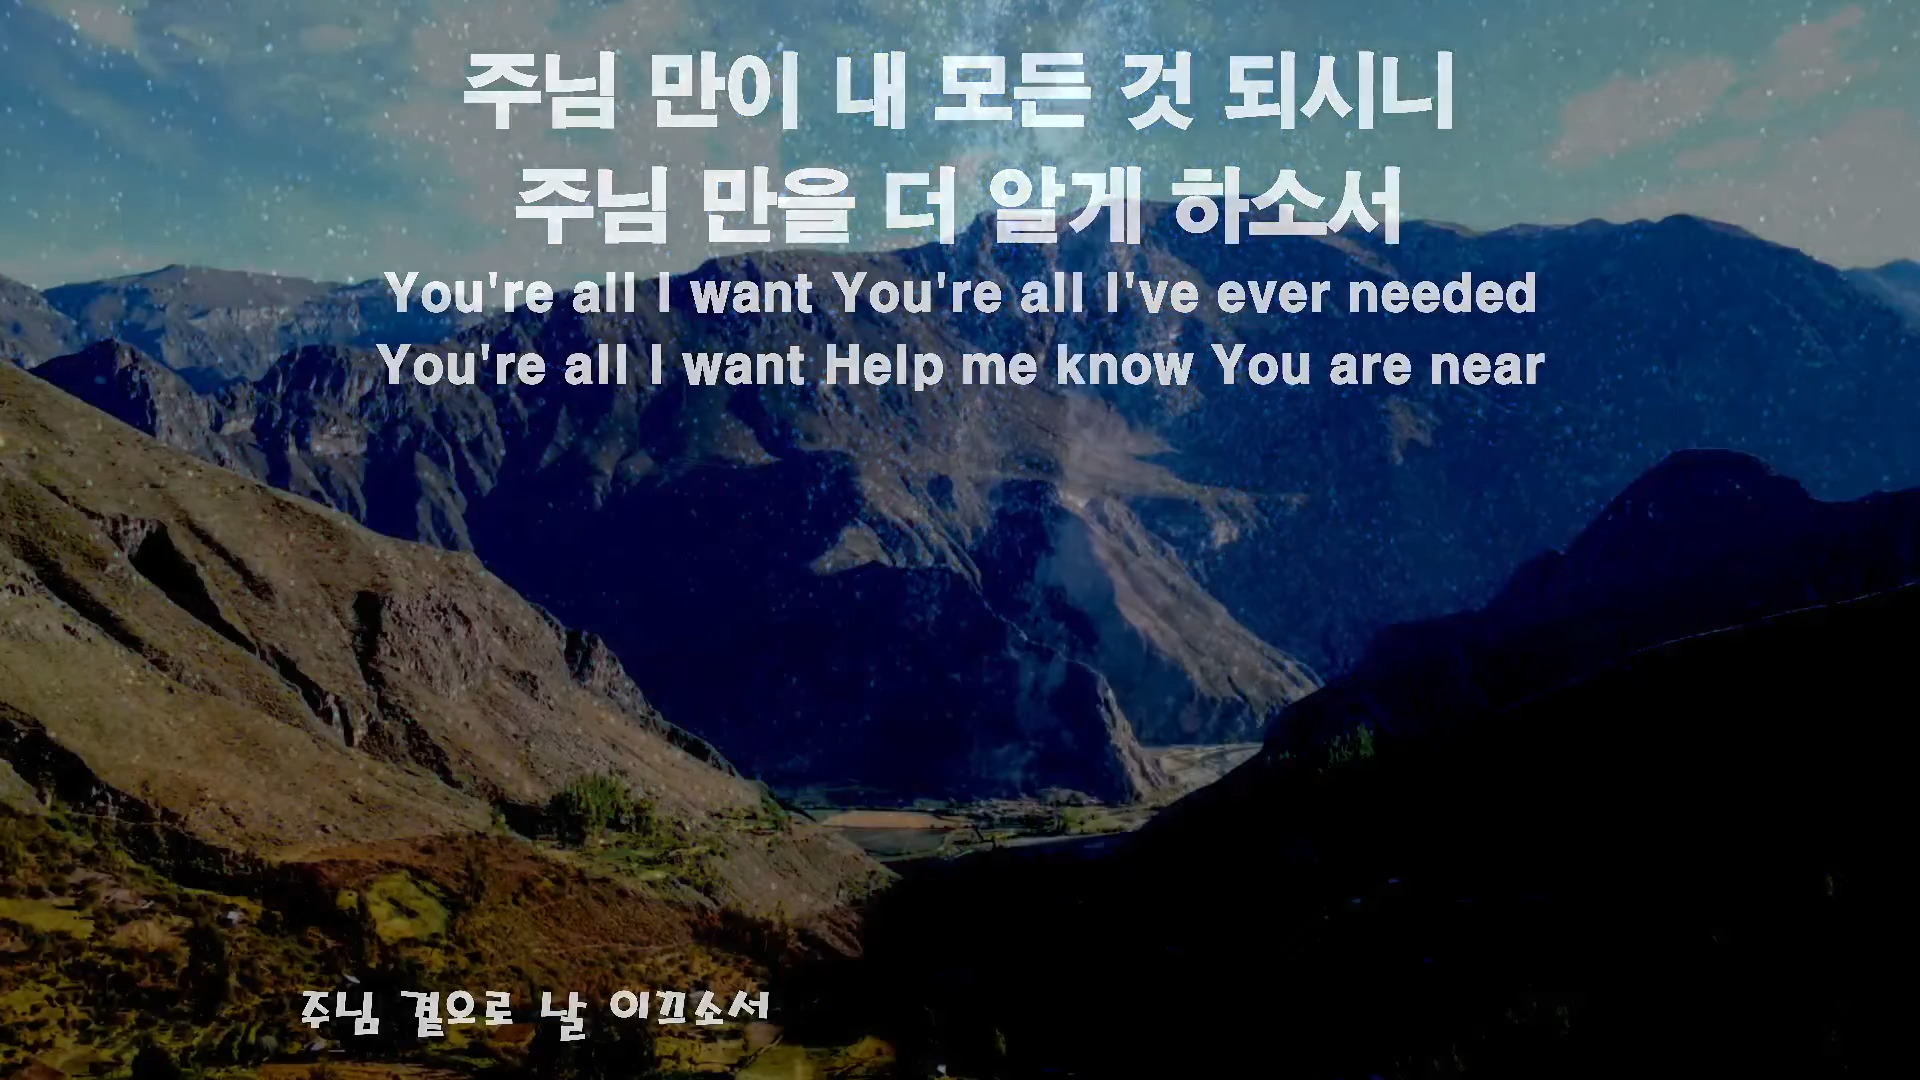 주님 만이 내 모든 것 되시니
주님 만을 더 알게 하소서
You're all I want You're all I've ever needed
You're all I want Help me know You are near
주님 곁으로 날 이끄소서